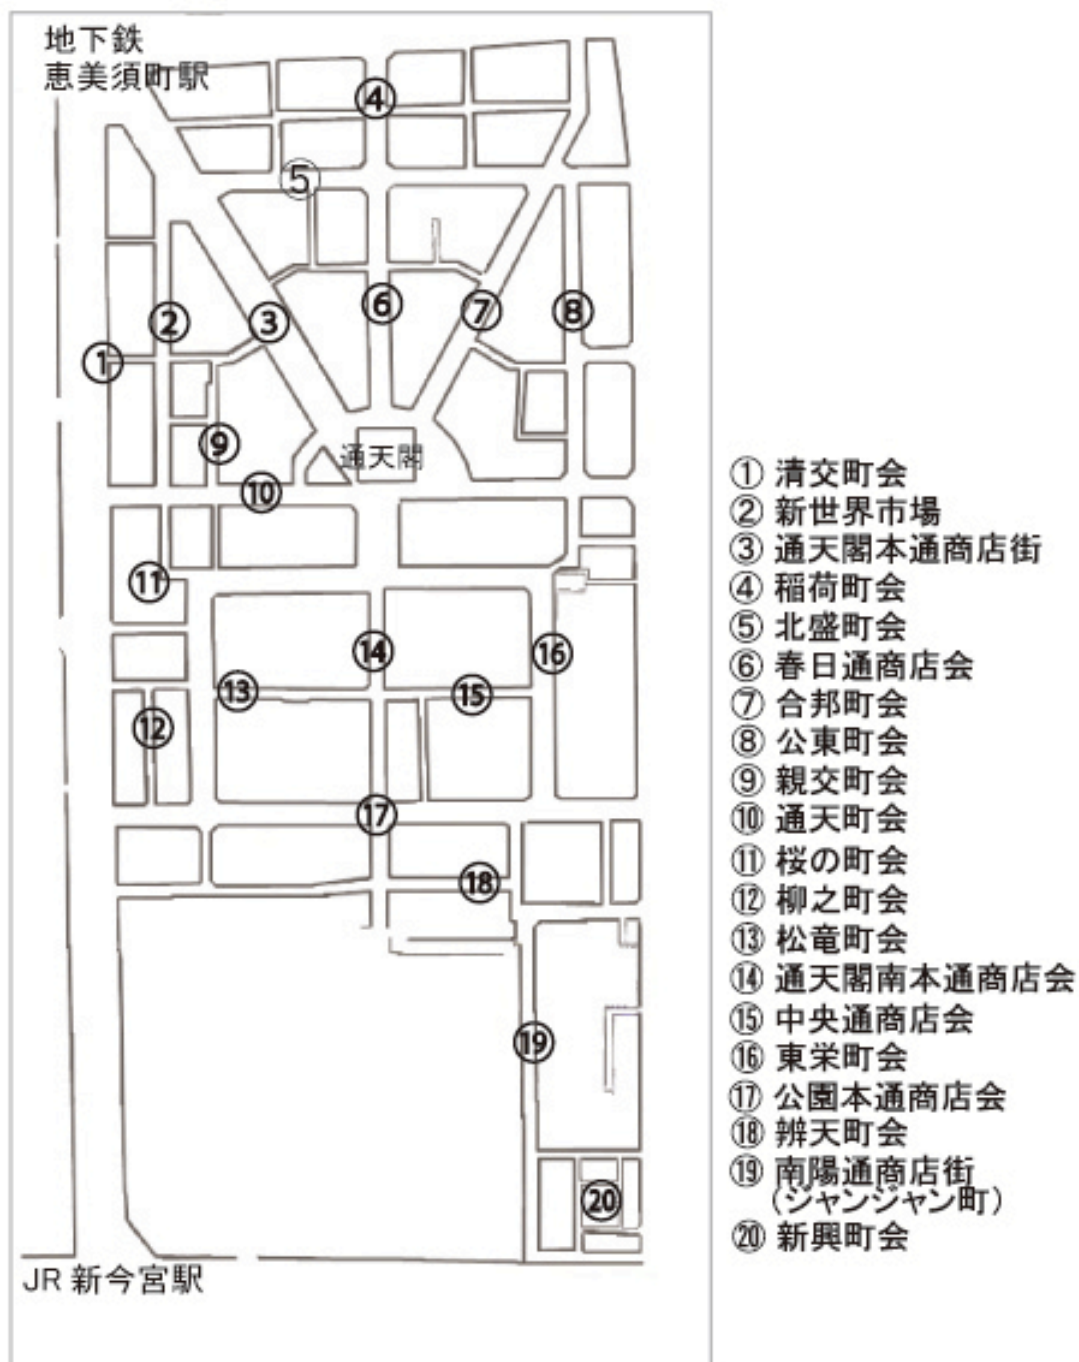 地下鉄
恵美須町駅
④
⑤
⑥
⑦
⑧
②
③
①
⑨
通天閣
⑩
⑪
⑭
⑯
⑬
⑮
⑫
⑰
⑱
⑲
⑳
JR 新今宮駅
① 清交町会
② 新世界市場
③ 通天閣本通商店街
④ 稲荷町会
⑤ 北盛町会
⑥ 春日通商店会
⑦ 合邦町会
⑧ 公東町会
⑨ 親交町会
⑩ 通天町会
⑪ 桜の町会
⑫ 柳之町会
⑬ 松竜町会
⑭ 通天閣南本通商店会
⑮ 中央通商店会
⑯ 東栄町会
⑰ 公園本通商店会
⑱ 辨天町会
⑲ 南陽通商店街
(ジャンジャン町)
⑳ 新興町会